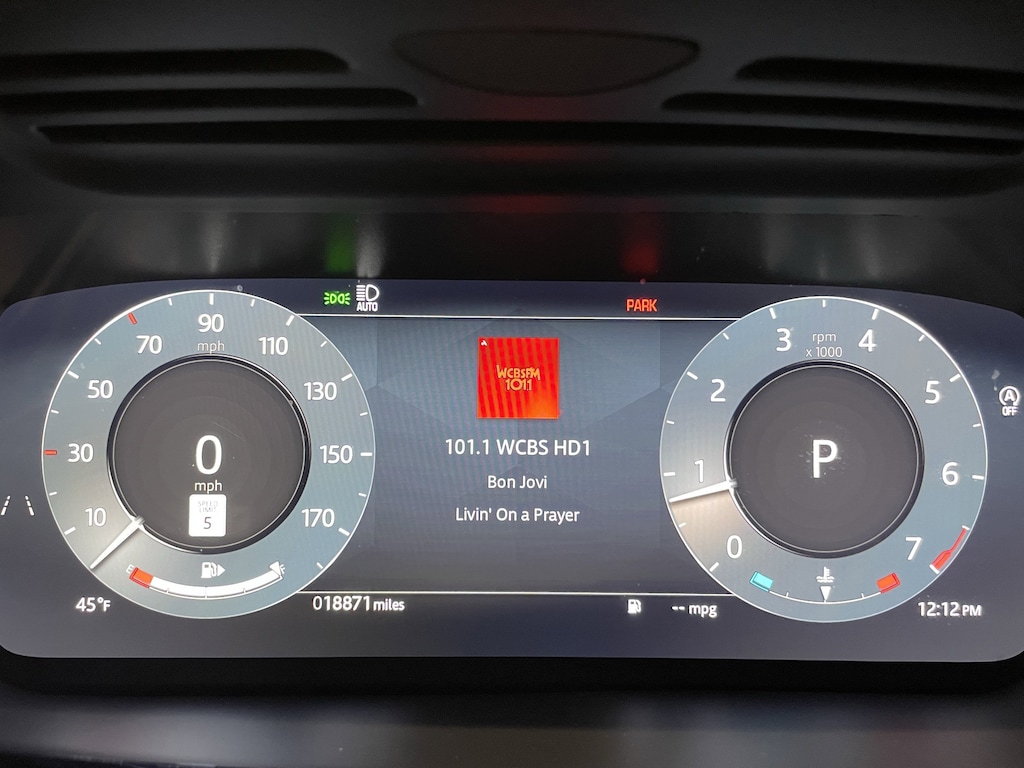 AUTO
PARK
90
mph
70
110
50
130
30
150
10
170
0
mph
SPEED
LIMIT
5
E
F
WCBSFM
101.1
101.1 WCBS HD1
Bon Jovi
Livin' On a Prayer
3
rpm
x 1000
4
2
5
1
6
0
7
P
A
OFF
45°F
018871 miles
-- mpg
12:12 PM